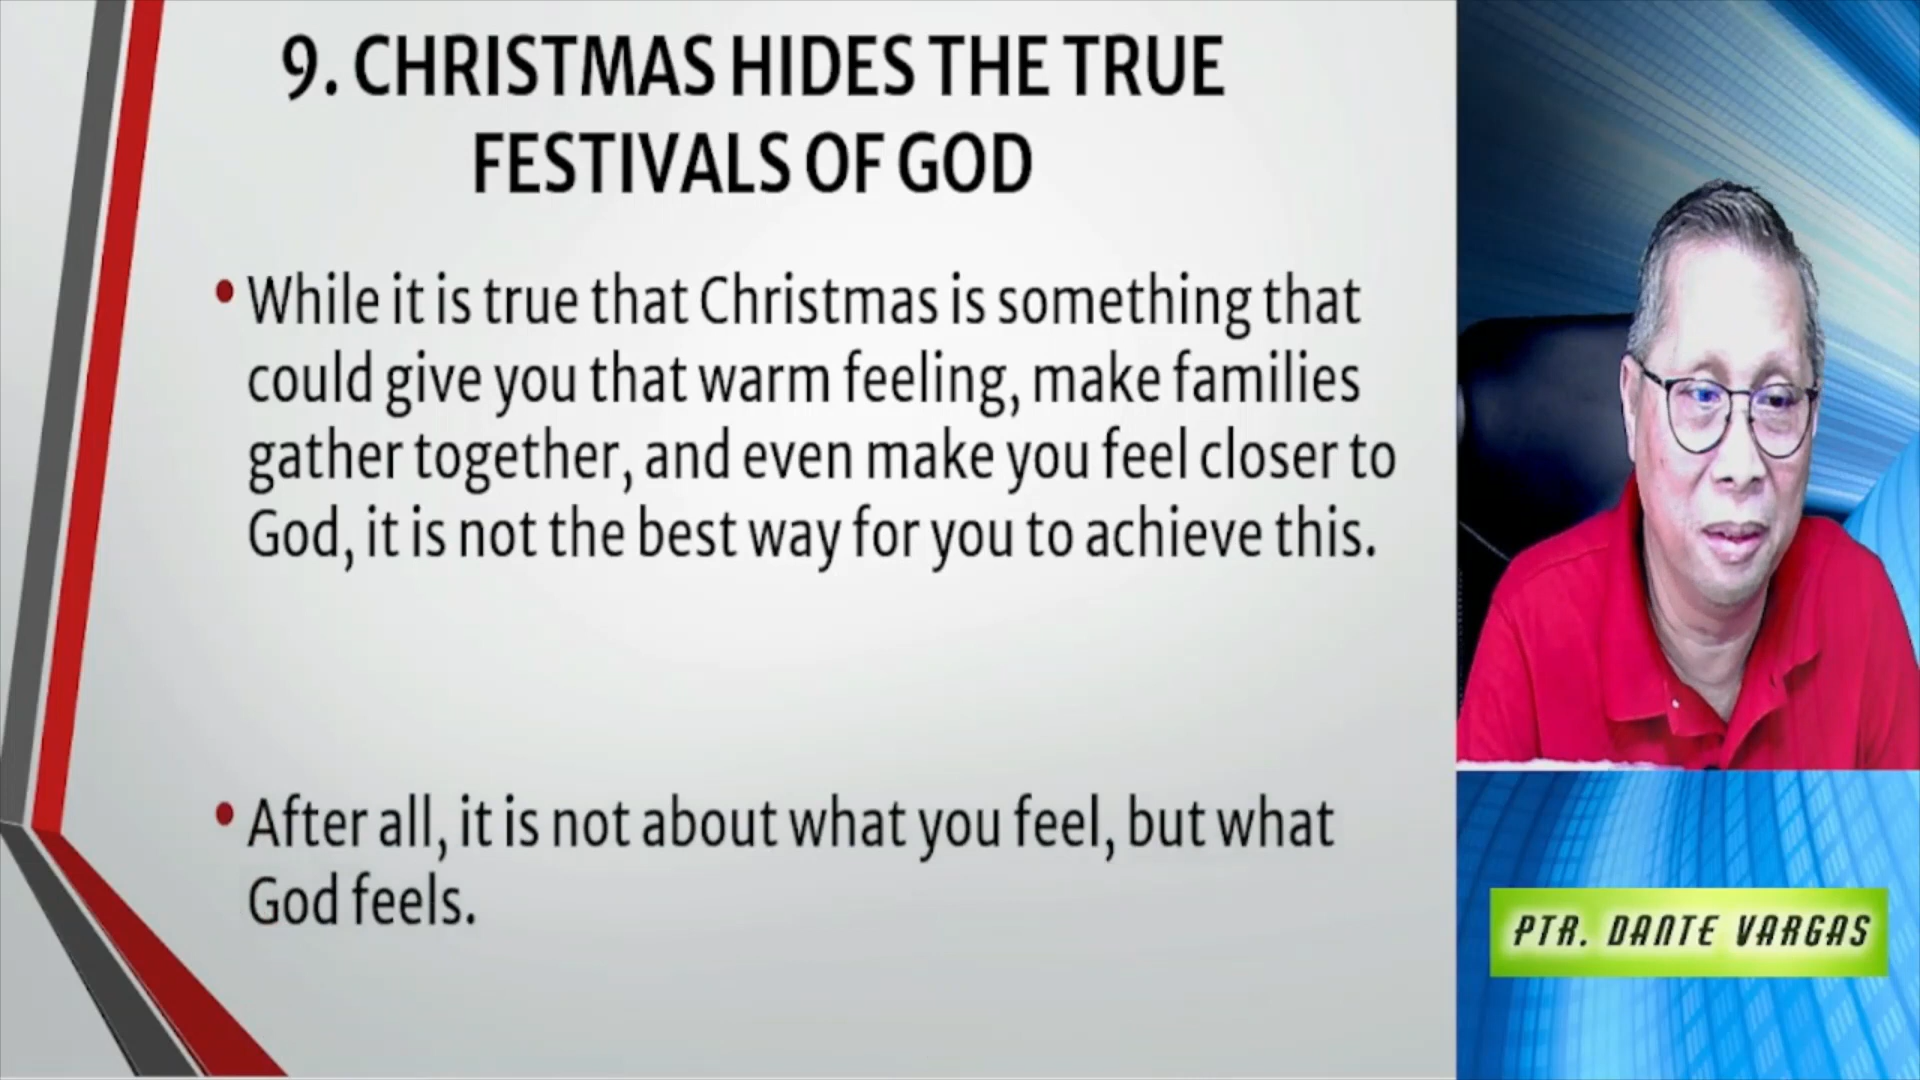 9. CHRISTMAS HIDES THE TRUE
FESTIVALS OF GOD
• While it is true that Christmas is something that
could give you that warm feeling, make families
gather together, and even make you feel closer to
God, it is not the best way for you to achieve this.
• After all, it is not about what you feel, but what
God feels.
PTR. DANTE VARGAS